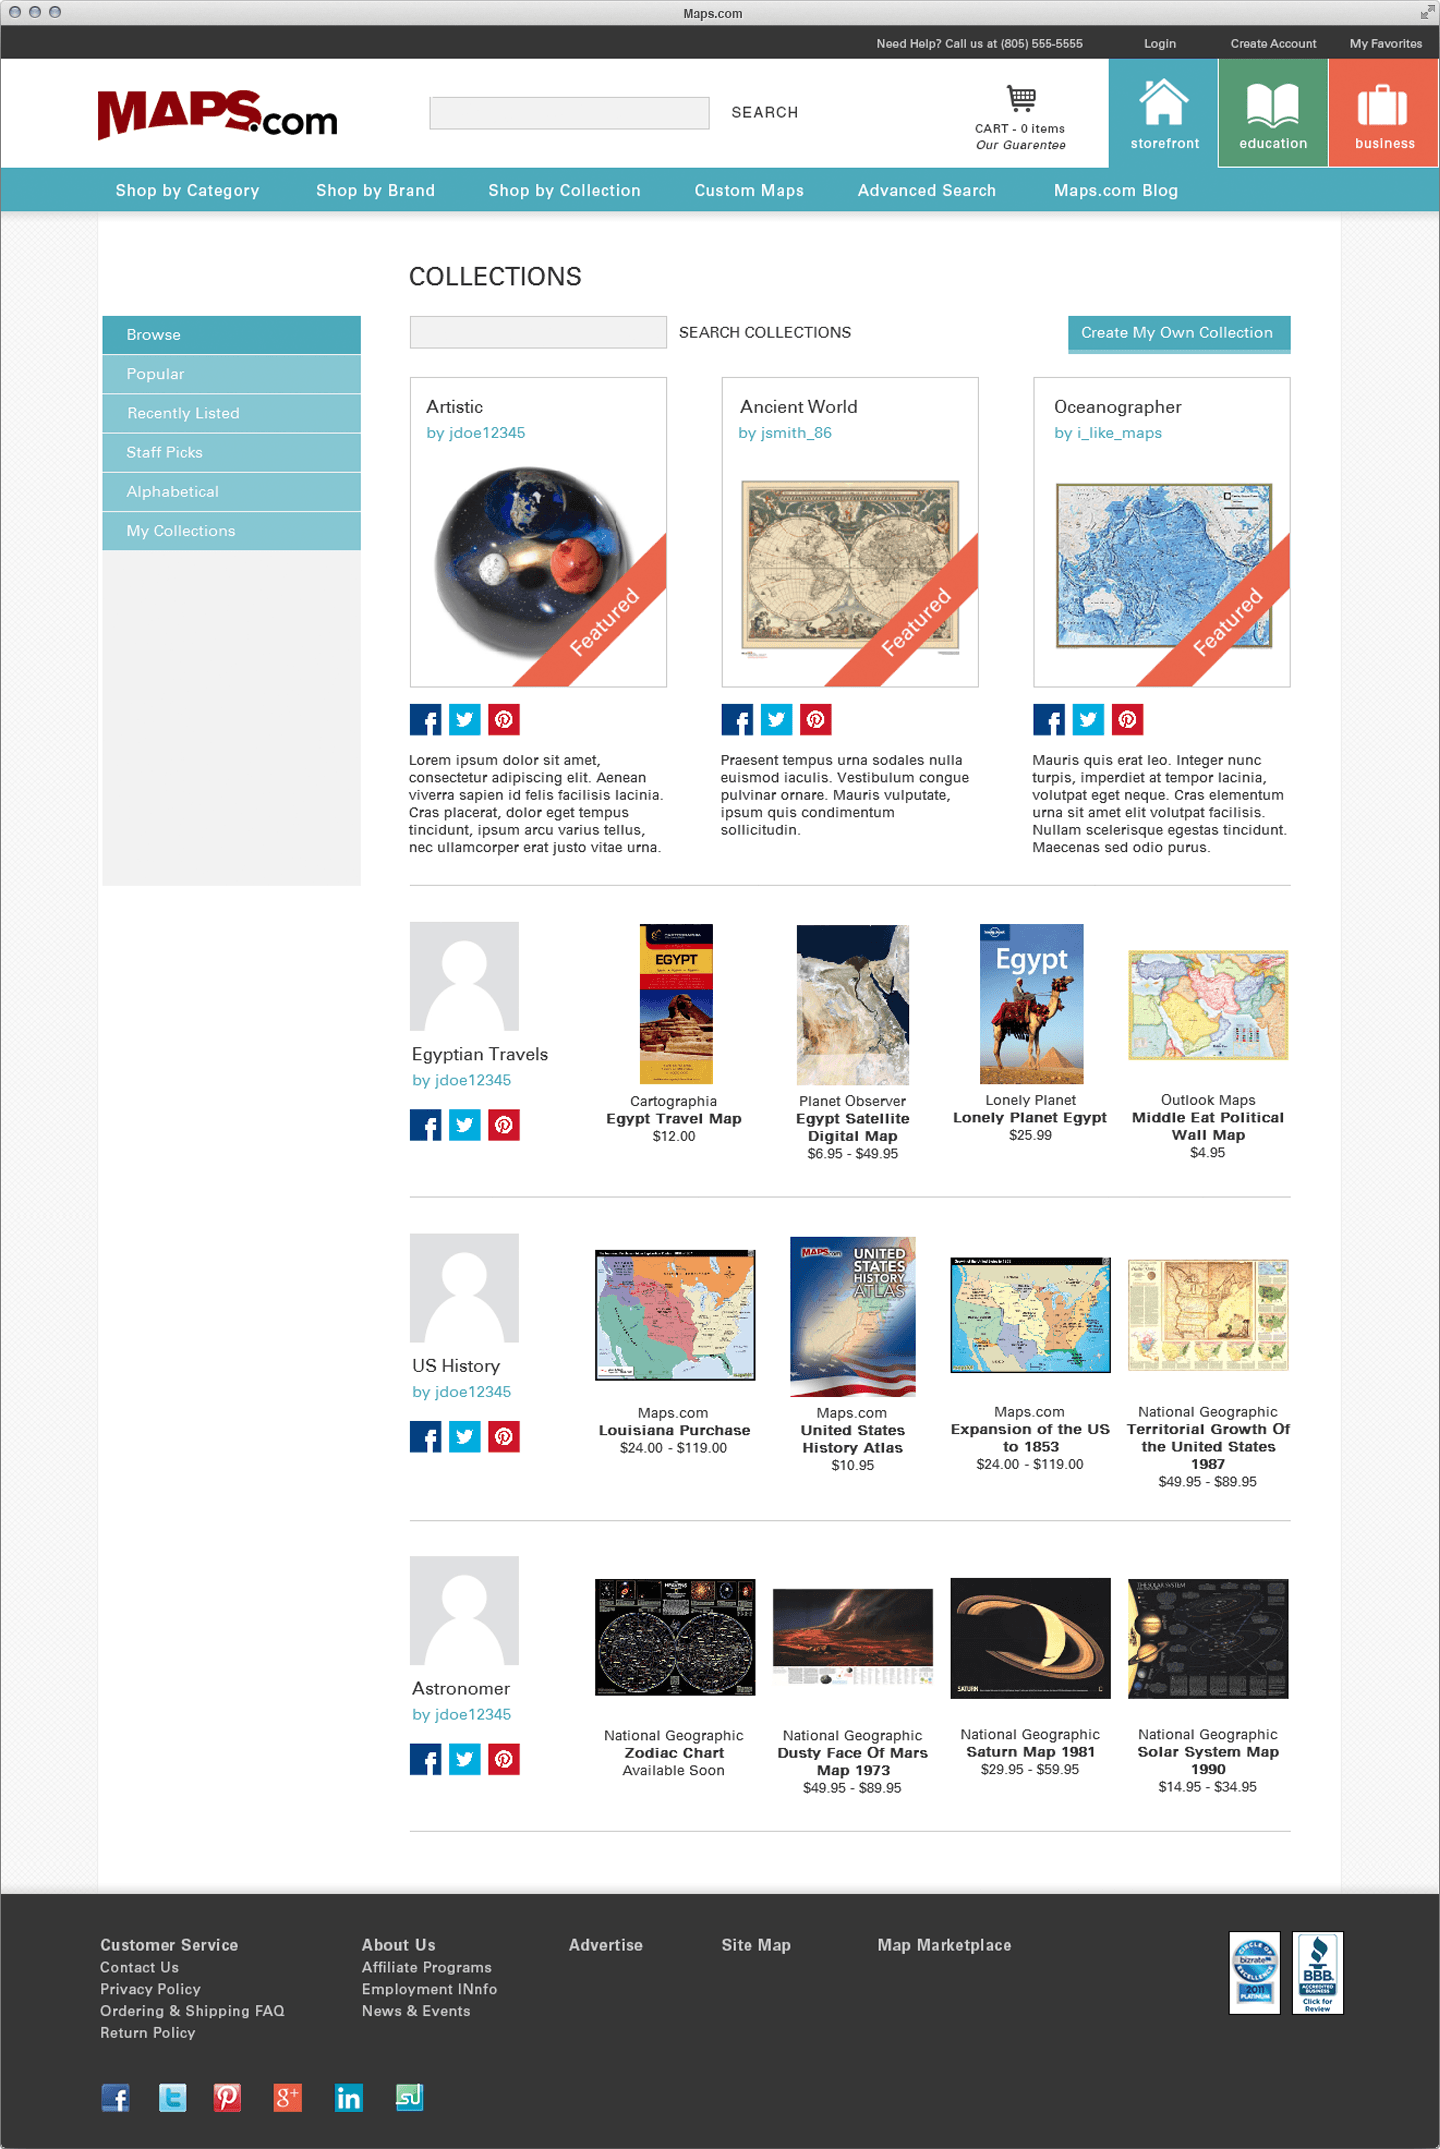 Maps.com
Need Help? Call us at (805) 555-5555
Login
Create Account
My Favorites
MAPS.com
SEARCH
CART - 0 items
Our Guarentee
storefront
education
business
Shop by Category
Shop by Brand
Shop by Collection
Custom Maps
Advanced Search
Maps.com Blog
COLLECTIONS
Browse
Popular
Recently Listed
Staff Picks
Alphabetical
My Collections
SEARCH COLLECTIONS
Create My Own Collection
Artistic
by jdoe12345
Featured
Lorem ipsum dolor sit amet,
consectetur adipiscing elit. Aenean
viverra sapien id felis facilisis lacinia.
Cras placerat, dolor eget tempus
tincidunt, ipsum arcu varius tellus,
nec ullamcorper erat justo vitae urna.
Ancient World
by jsmith_86
Featured
Praesent tempus urna sodales nulla
euismod iaculis. Vestibulum congue
pulvinar ornare. Mauris vulputate,
ipsum quis condimentum
sollicitudin.
Oceanographer
by i_like_maps
Featured
Mauris quis erat leo. Integer nunc
turpis, imperdiet at tempor lacinia,
volutpat eget neque. Cras elementum
urna sit amet elit volutpat facilisis.
Nullam scelerisque egestas tincidunt.
Maecenas sed odio purus.
Egyptian Travels
by jdoe12345
CARTOGRAPHIA
EGYPT
Cartographia
Egypt Travel Map
$12.00
Planet Observer
Egypt Satellite
Digital Map
$6.95 - $49.95
Egypt
Lonely Planet
Lonely Planet Egypt
$25.99
Outlook Maps
Middle Eat Political
Wall Map
$4.95
US History
by jdoe12345
Maps.com
Louisiana Purchase
$24.00 - $119.00
MAPS.com
UNITED
STATES
HISTORY
ATLAS
Maps.com
United States
History Atlas
$10.95
Maps.com
Expansion of the US
to 1853
$24.00 - $119.00
National Geographic
Territorial Growth Of
the United States
1987
$49.95 - $89.95
Astronomer
by jdoe12345
National Geographic
Zodiac Chart
Available Soon
National Geographic
Dusty Face Of Mars
Map 1973
$49.95 - $89.95
SATURN
National Geographic
Saturn Map 1981
$29.95 - $59.95
THE SOLAR SYSTEM
National Geographic
Solar System Map
1990
$14.95 - $34.95
Customer Service
Contact Us
Privacy Policy
Ordering & Shipping FAQ
Return Policy
About Us
Affiliate Programs
Employment INnfo
News & Events
Advertise
Site Map
Map Marketplace
CIRCLE OF
bizrate
EXCELLENCE
2011
PLATINUM
BBB
ACCREDITED
BUSINESS
Click for
Review